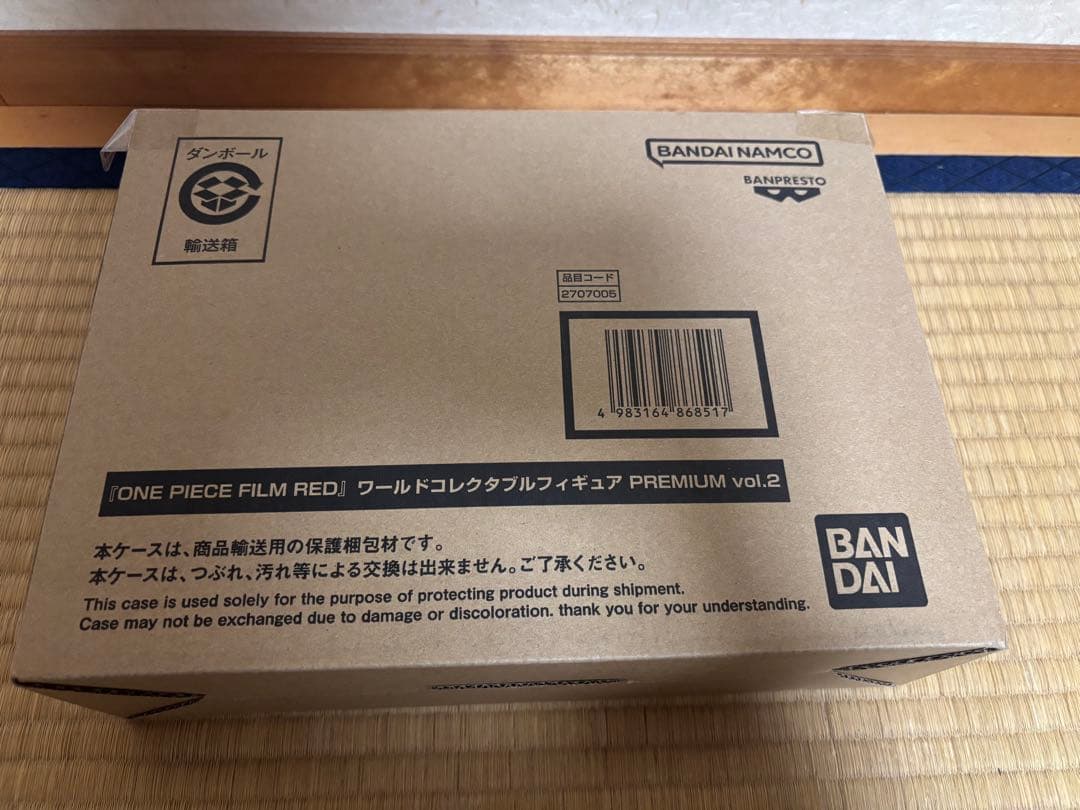 ダンボール
輸送箱
BANDAI NAMCO
BANPRESTO
品目コード
2707005
4 983164 868517
『ONE PIECE FILM RED』 ワールドコレクタブルフィギュア PREMIUM vol.2
本ケースは、商品輸送用の保護梱包材です。
本ケースは、つぶれ、汚れ等による交換は出来ません。ご了承ください。
This case is used solely for the purpose of protecting product during shipment.
Case may not be exchanged due to damage or discoloration. thank you for your understanding.
BAN
DAI